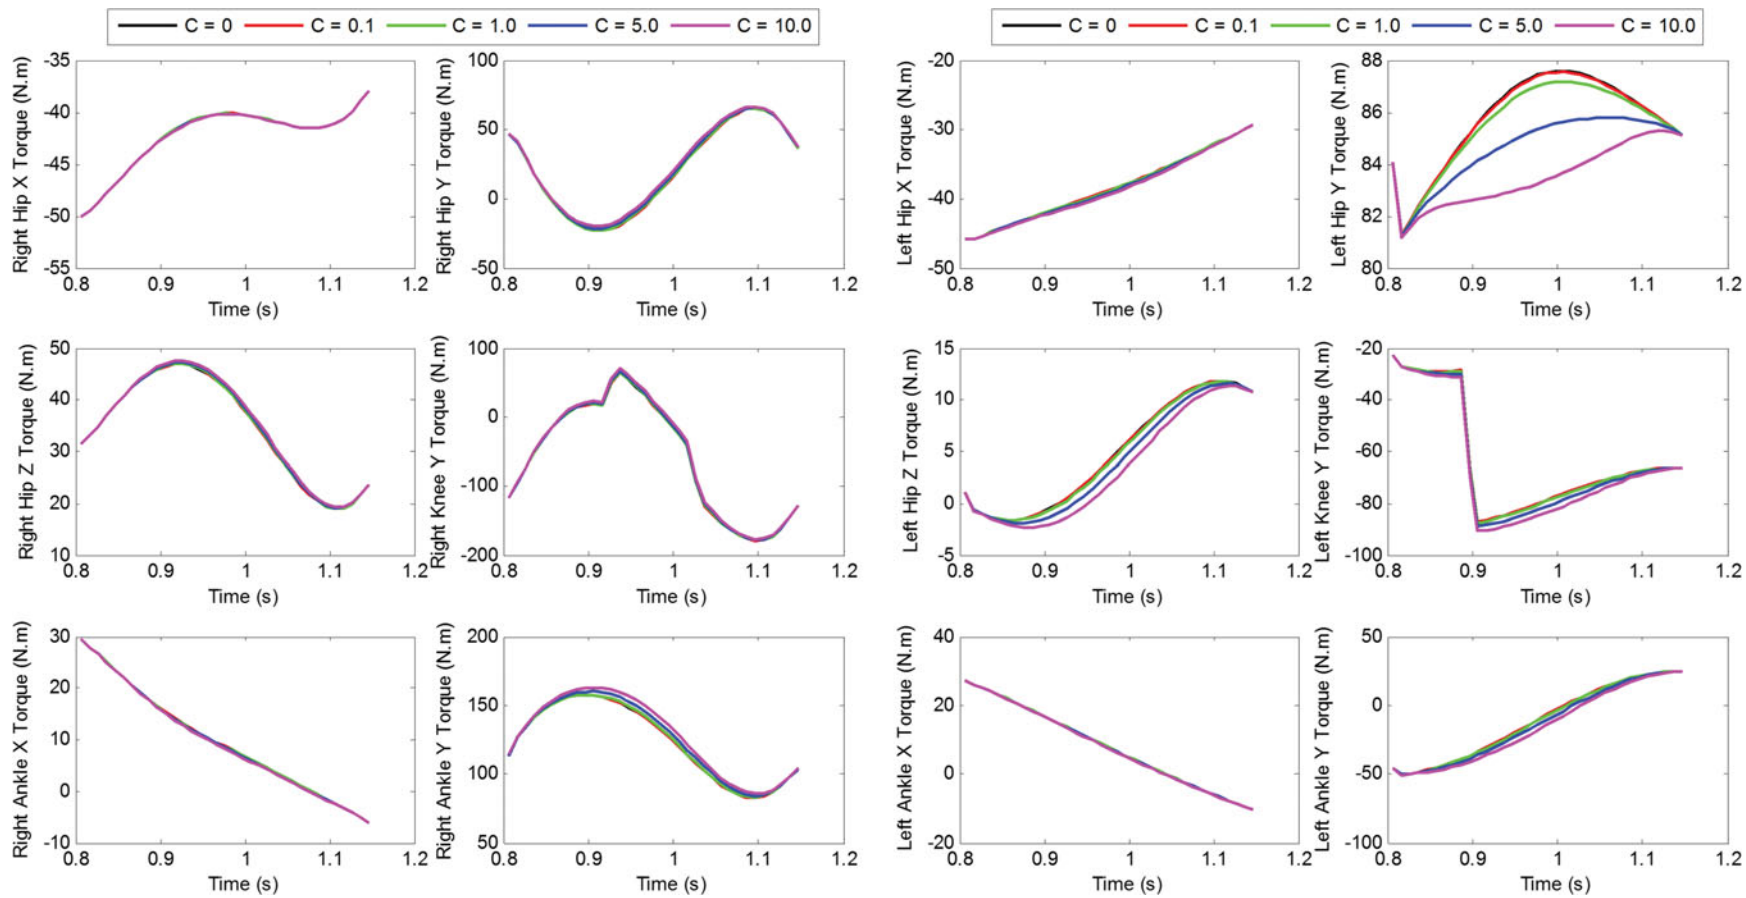 C = 0 C = 0.1 C = 1.0 C = 5.0 C = 10.0
C = 0 C = 0.1 C = 1.0 C = 5.0 C = 10.0
Right Hip X Torque (N.m)
-35
-40
-45
-50
-55
0.8 0.9 1 1.1 1.2
Time (s)
Right Hip Y Torque (N.m)
100
50
0
-50
0.8 0.9 1 1.1 1.2
Time (s)
Left Hip X Torque (N.m)
-20
-30
-40
-50
0.8 0.9 1 1.1 1.2
Time (s)
Left Hip Y Torque (N.m)
88
86
84
82
80
0.8 0.9 1 1.1 1.2
Time (s)
Right Hip Z Torque (N.m)
50
40
30
20
10
0.8 0.9 1 1.1 1.2
Time (s)
Right Knee Y Torque (N.m)
100
0
-100
-200
0.8 0.9 1 1.1 1.2
Time (s)
Left Hip Z Torque (N.m)
15
10
5
0
-5
0.8 0.9 1 1.1 1.2
Time (s)
Left Knee Y Torque (N.m)
-20
-40
-60
-80
-100
0.8 0.9 1 1.1 1.2
Time (s)
Right Ankle X Torque (N.m)
30
20
10
0
-10
0.8 0.9 1 1.1 1.2
Time (s)
Right Ankle Y Torque (N.m)
200
150
100
50
0.8 0.9 1 1.1 1.2
Time (s)
Left Ankle X Torque (N.m)
40
20
0
-20
0.8 0.9 1 1.1 1.2
Time (s)
Left Ankle Y Torque (N.m)
50
0
-50
-100
0.8 0.9 1 1.1 1.2
Time (s)